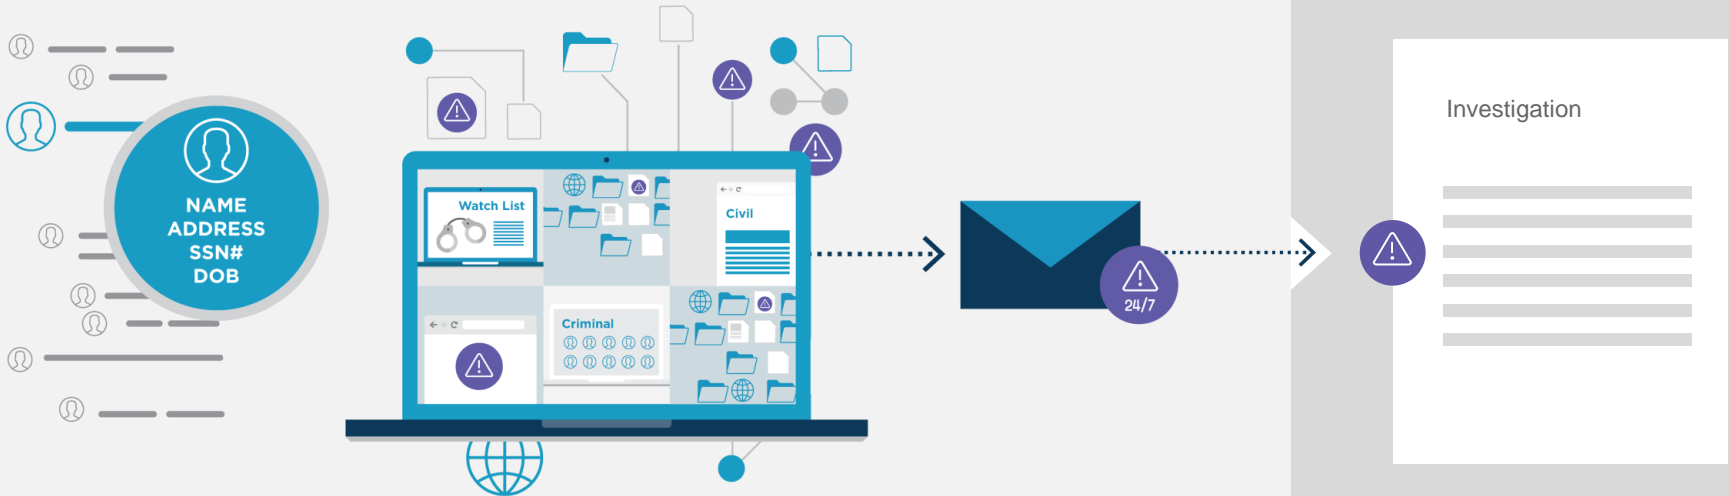 NAME
ADDRESS
SSN#
DOB
Watch List
Civil
Criminal
24/7
Investigation